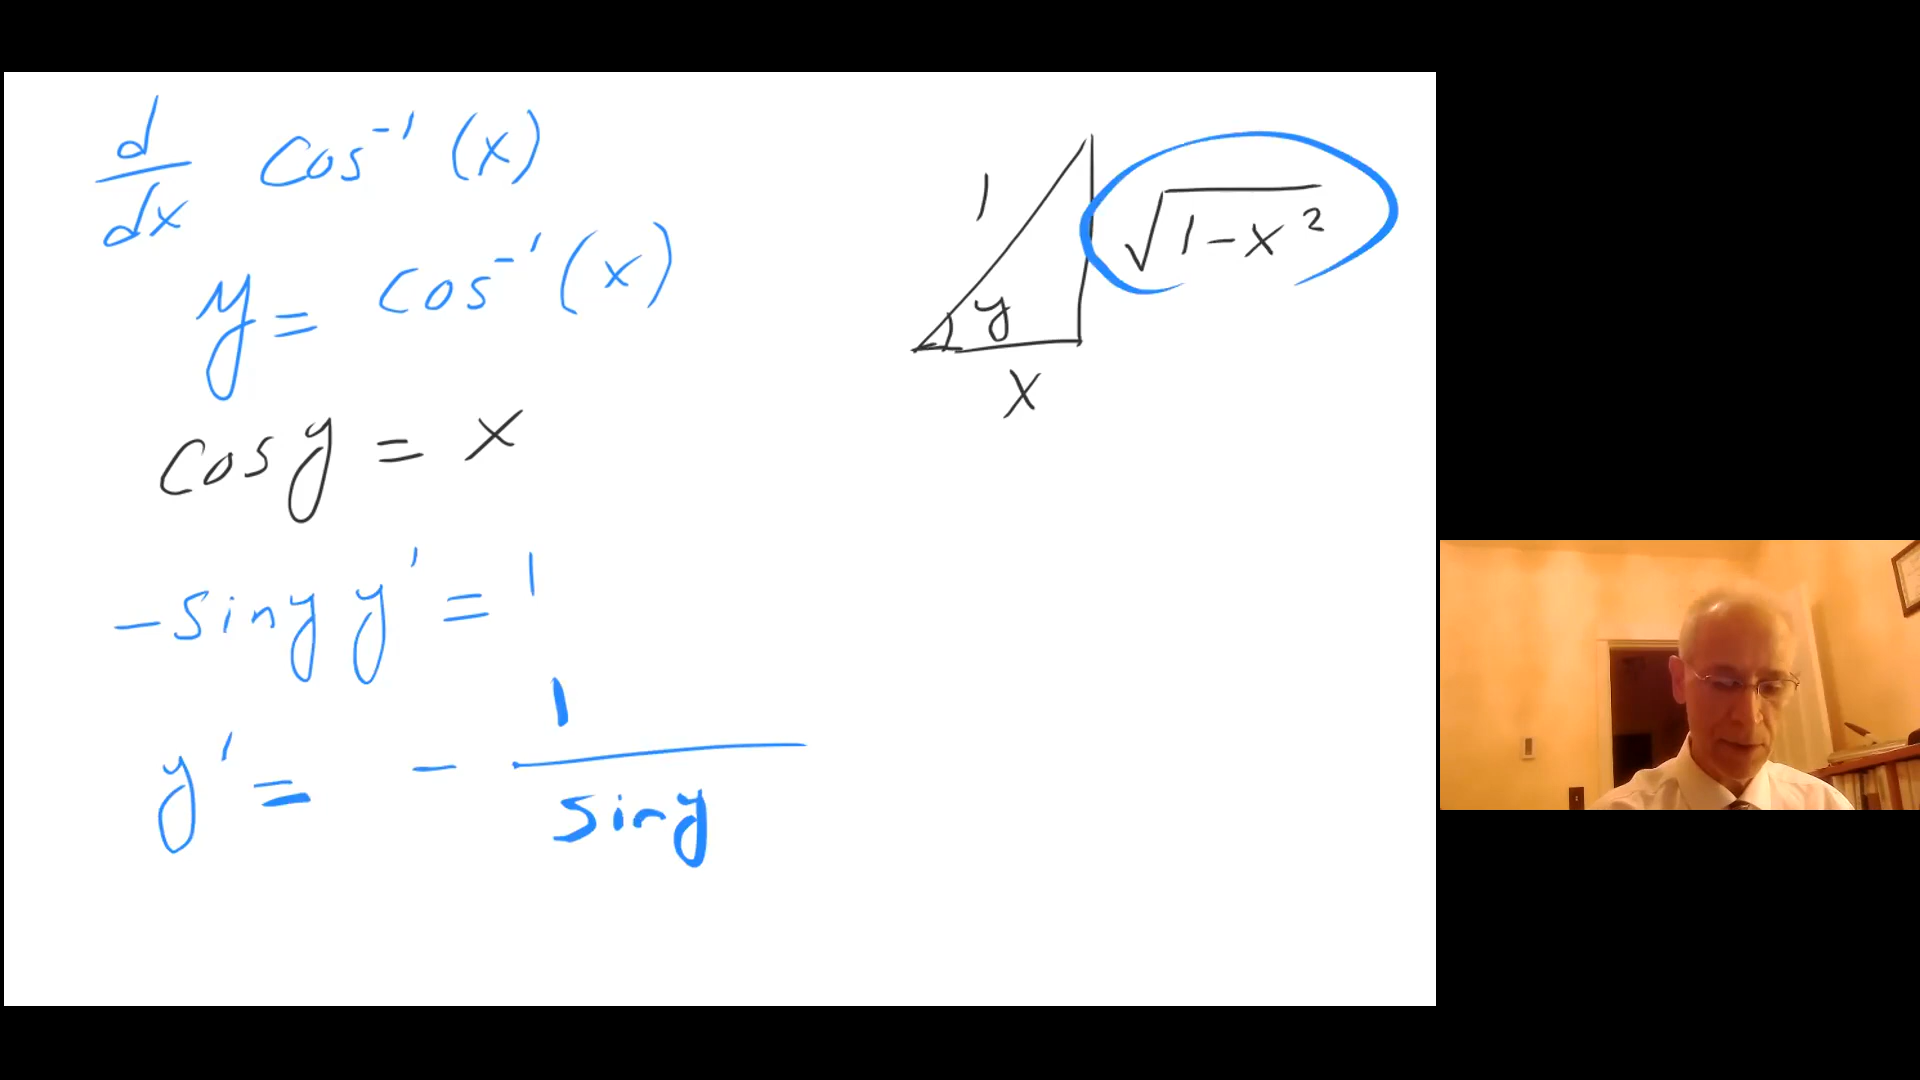 d/dx cos⁻¹(x)
y = cos⁻¹(x)
cos y = x
- sin y y' = 1
y' = - 1/sin y
1
√(1-x²)
y
x